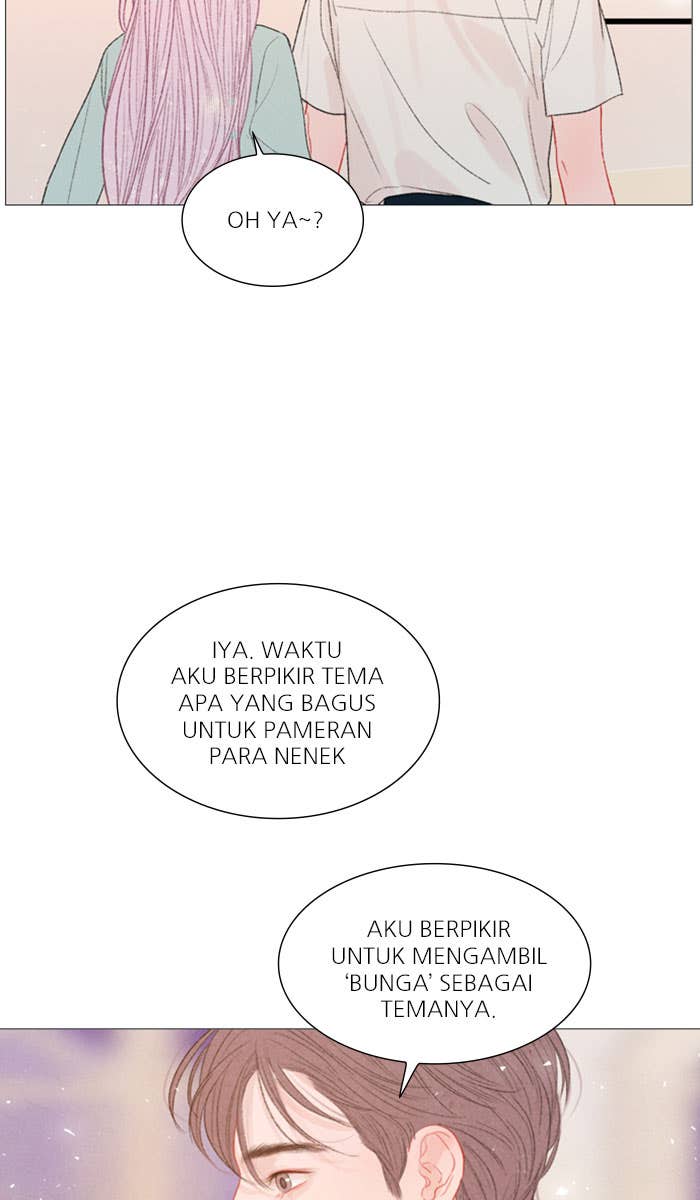 OH YA~?
IYA. WAKTU
AKU BERPIKIR TEMA
APA YANG BAGUS
UNTUK PAMERAN
PARA NENEK
AKU BERPIKIR
UNTUK MENGAMBIL
‘BUNGA’ SEBAGAI
TEMANYA.